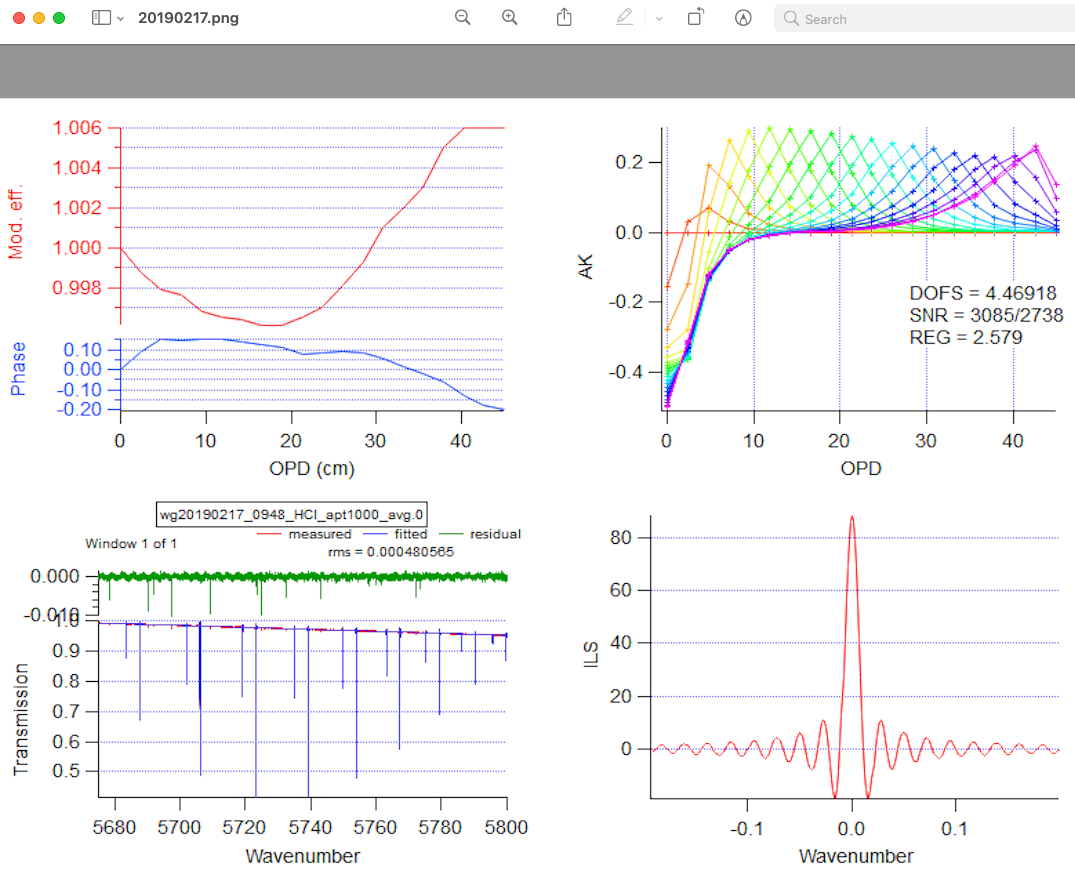 20190217.png
Search
1.006
1.004
1.002
1.000
0.998
Mod. eff.
0.10
0.00
-0.10
-0.20
Phase
0 10 20 30 40
OPD (cm)
0.2
0.0
-0.2
-0.4
AK
DOFS = 4.46918
SNR = 3085/2738
REG = 2.579
0 10 20 30 40
OPD
wg20190217_0948_HCl_apt1000_avg.0
measured fitted residual
Window 1 of 1
rms = 0.000480565
0.000
-0.010
1.0
0.9
0.8
0.7
0.6
0.5
Transmission
5680 5700 5720 5740 5760 5780 5800
Wavenumber
80
60
40
20
0
ILS
-0.1 0.0 0.1
Wavenumber